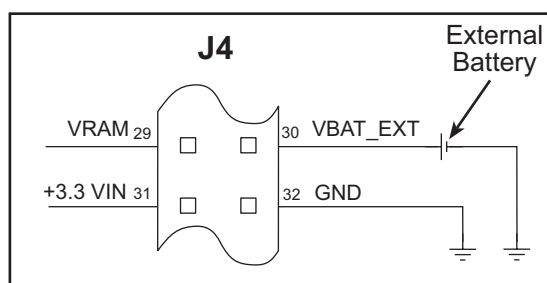 J4
External
Battery
VRAM 29
30 VBAT_EXT
+3.3 VIN 31
32 GND